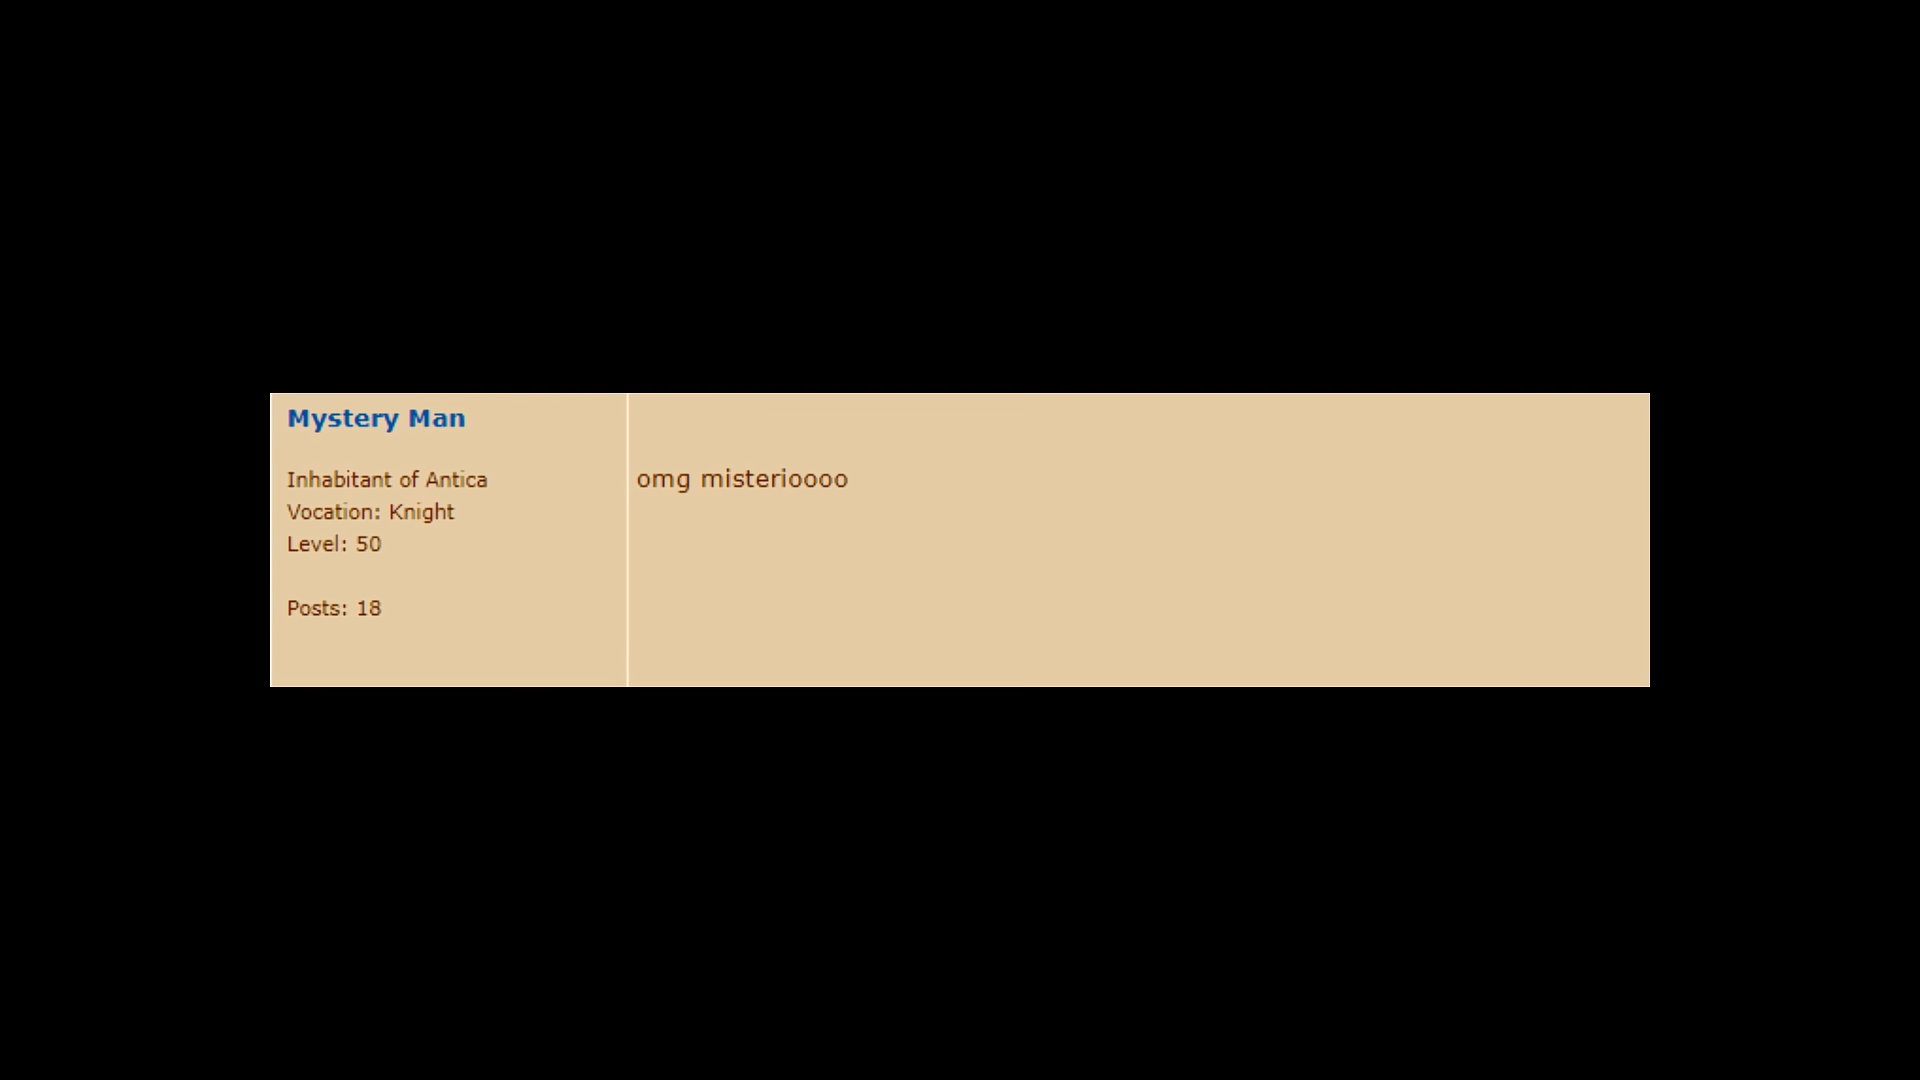 Mystery Man
Inhabitant of Antica
Vocation: Knight
Level: 50
Posts: 18
omg misterioooo